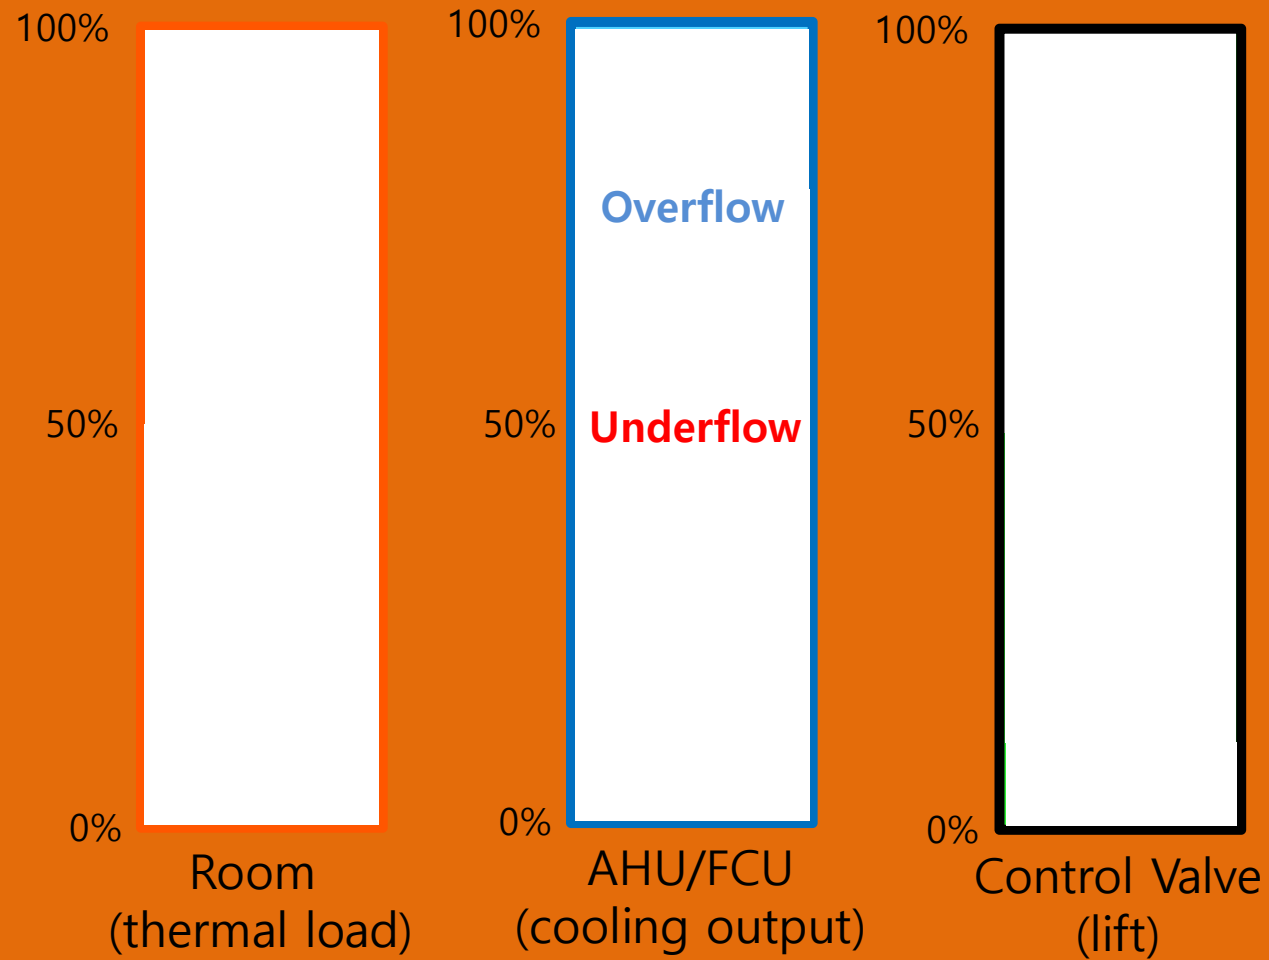 100%
50%
0%
Room
(thermal load)
100%
Overflow
50%
Underflow
0%
AHU/FCU
(cooling output)
100%
50%
0%
Control Valve
(lift)